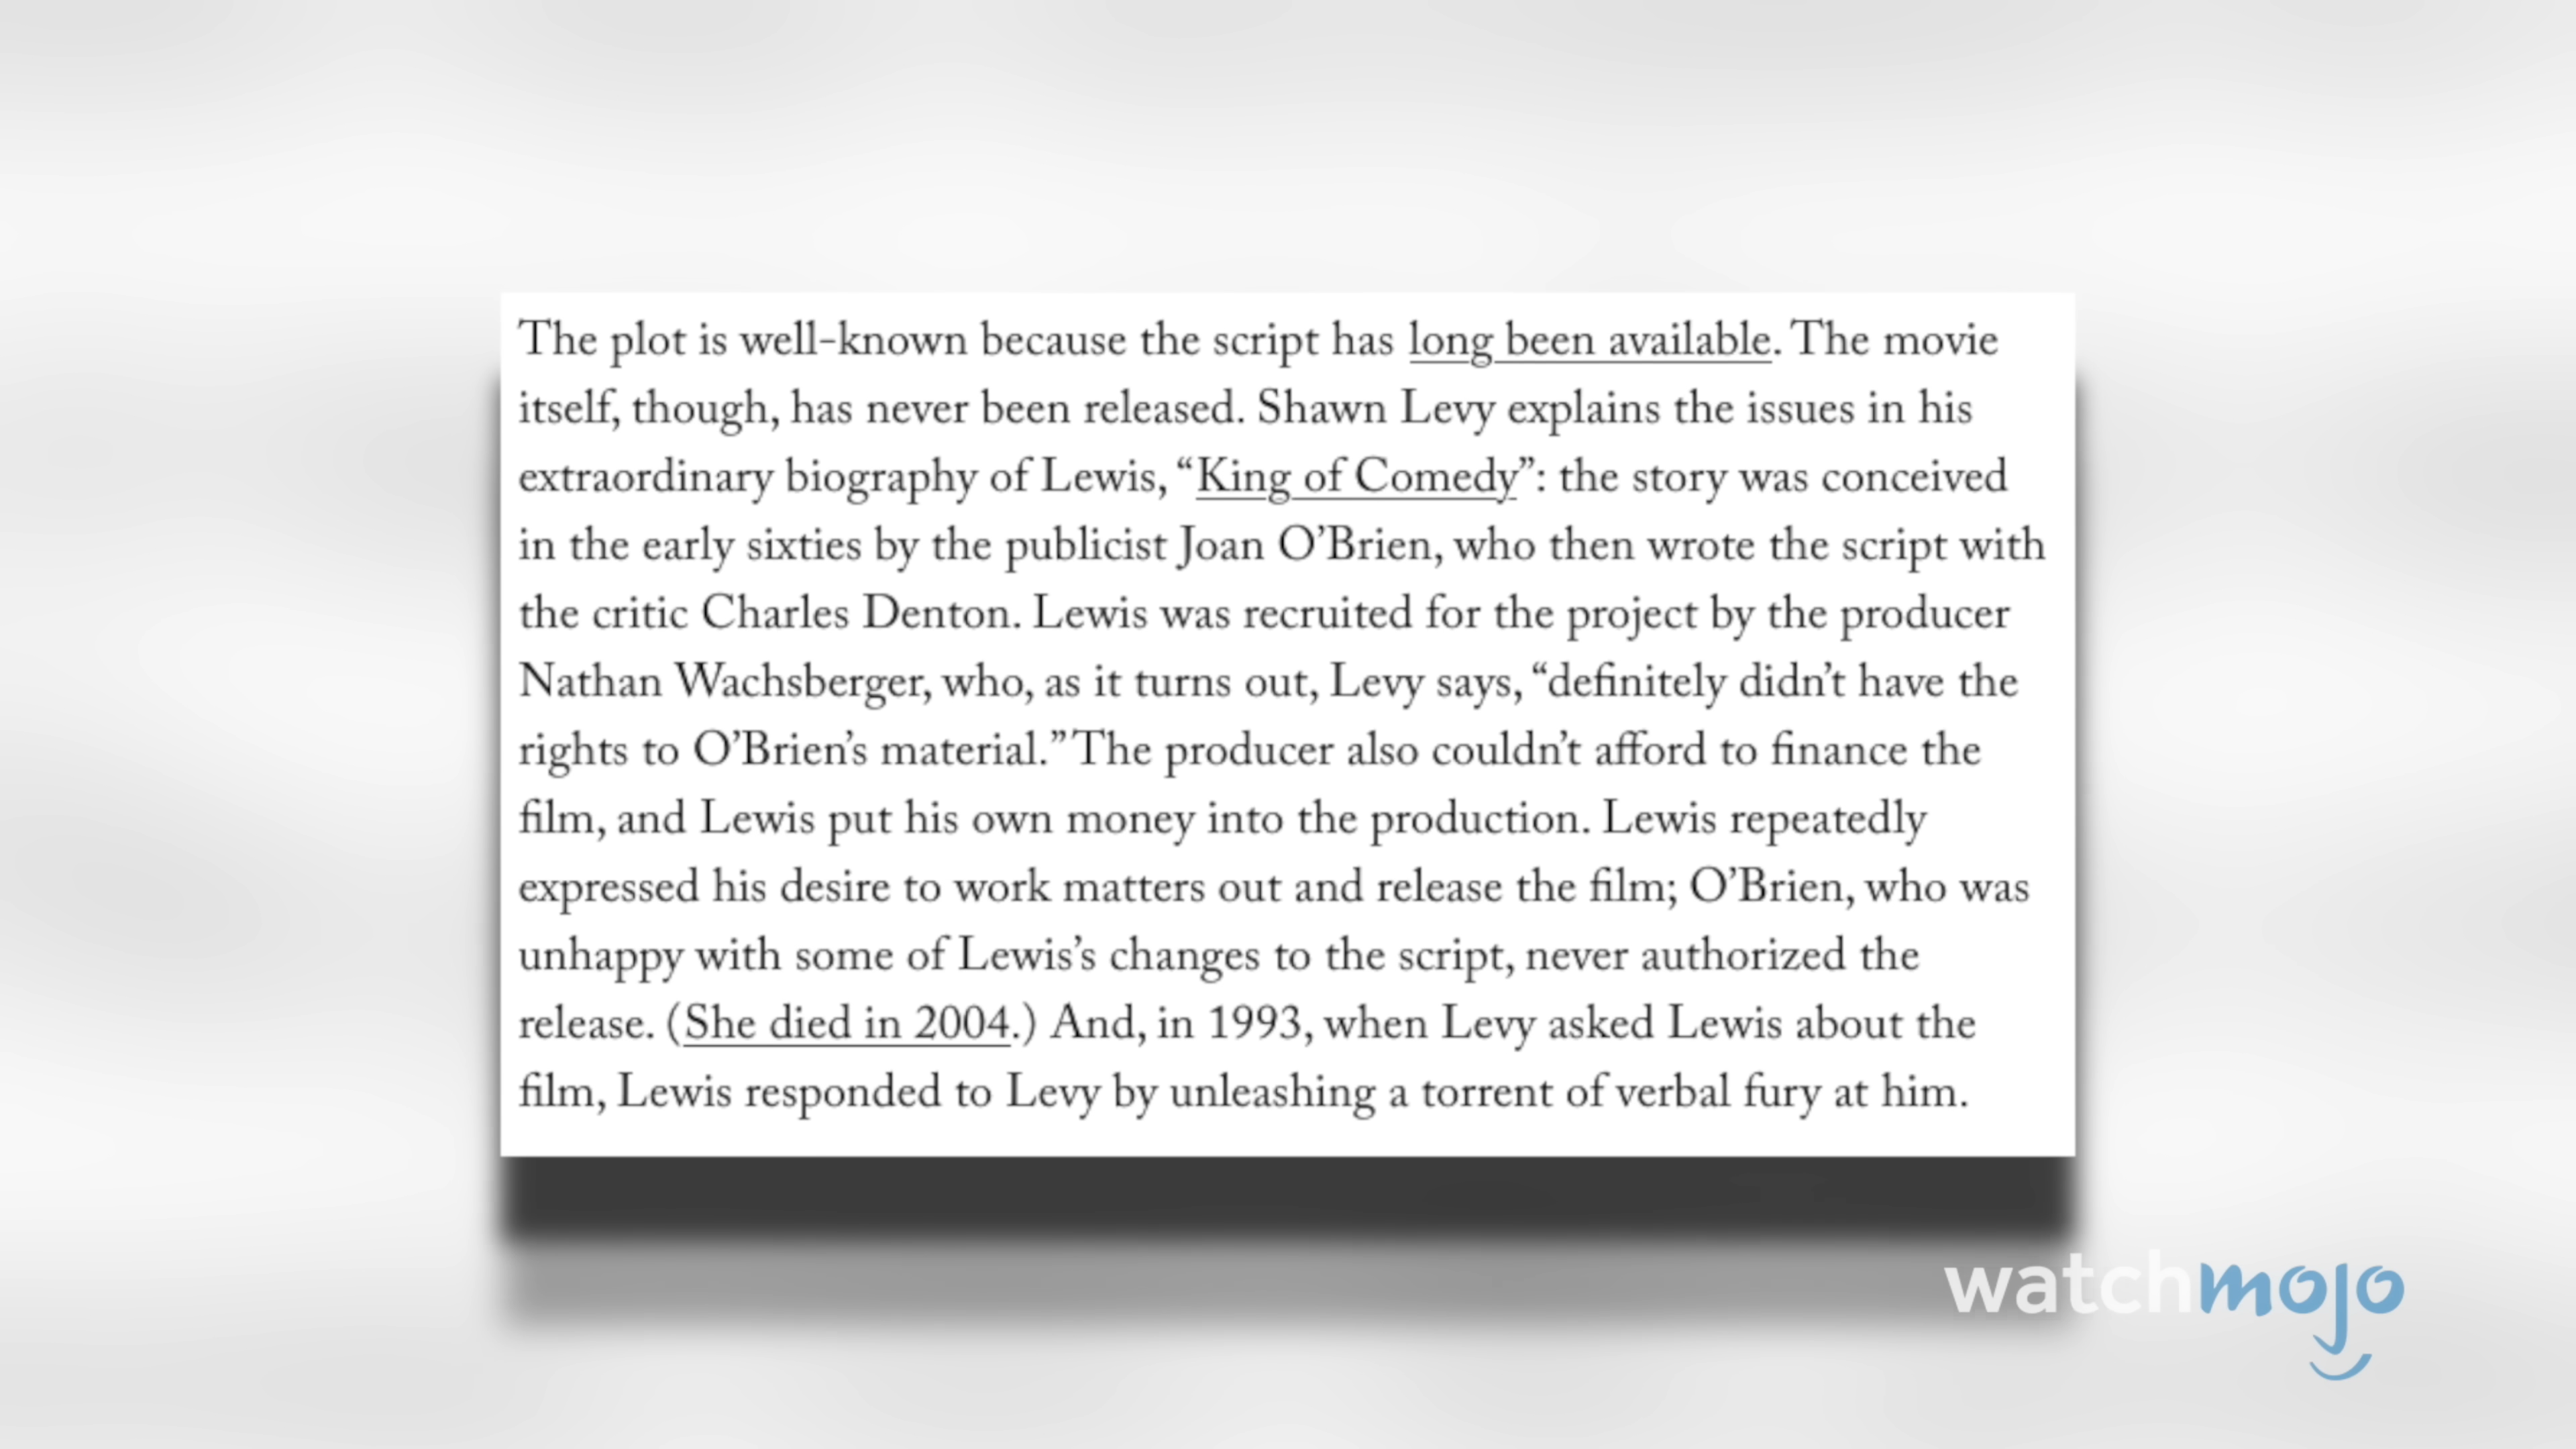 The plot is well-known because the script has long been available. The movie
itself, though, has never been released. Shawn Levy explains the issues in his
extraordinary biography of Lewis, “King of Comedy”: the story was conceived
in the early sixties by the publicist Joan O’Brien, who then wrote the script with
the critic Charles Denton. Lewis was recruited for the project by the producer
Nathan Wachsberger, who, as it turns out, Levy says, “definitely didn’t have the
rights to O’Brien’s material.” The producer also couldn’t afford to finance the
film, and Lewis put his own money into the production. Lewis repeatedly
expressed his desire to work matters out and release the film; O’Brien, who was
unhappy with some of Lewis’s changes to the script, never authorized the
release. (She died in 2004.) And, in 1993, when Levy asked Lewis about the
film, Lewis responded to Levy by unleashing a torrent of verbal fury at him.
watchmojo